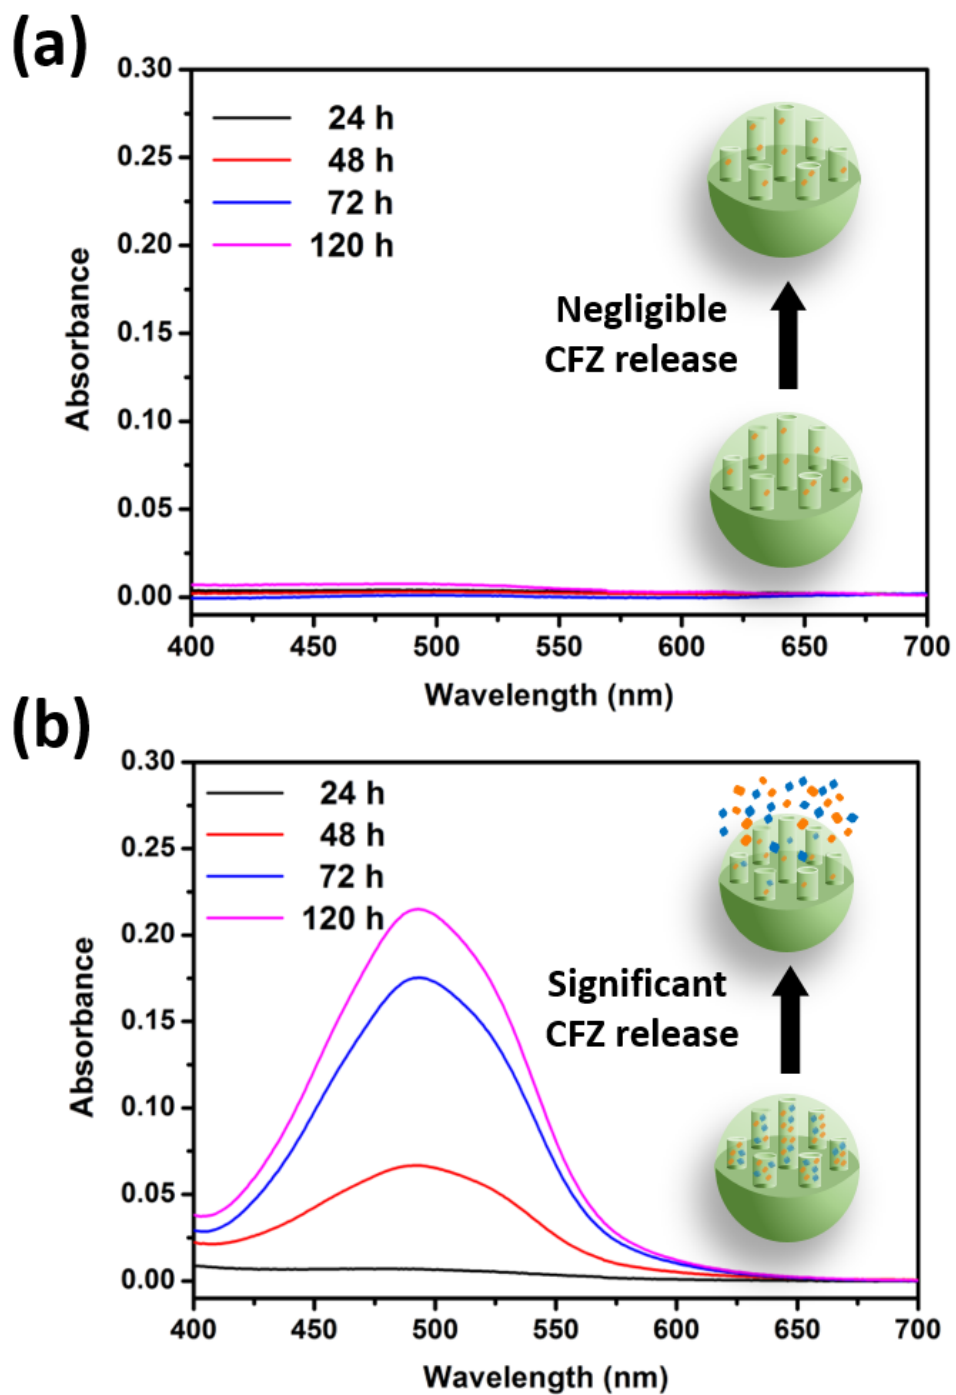 (a)
0.30
0.25
0.20
0.15
0.10
0.05
0.00
Absorbance
24 h
48 h
72 h
120 h
Negligible
CFZ release
400 450 500 550 600 650 700
Wavelength (nm)
(b)
0.30
0.25
0.20
0.15
0.10
0.05
0.00
Absorbance
24 h
48 h
72 h
120 h
Significant
CFZ release
400 450 500 550 600 650 700
Wavelength (nm)